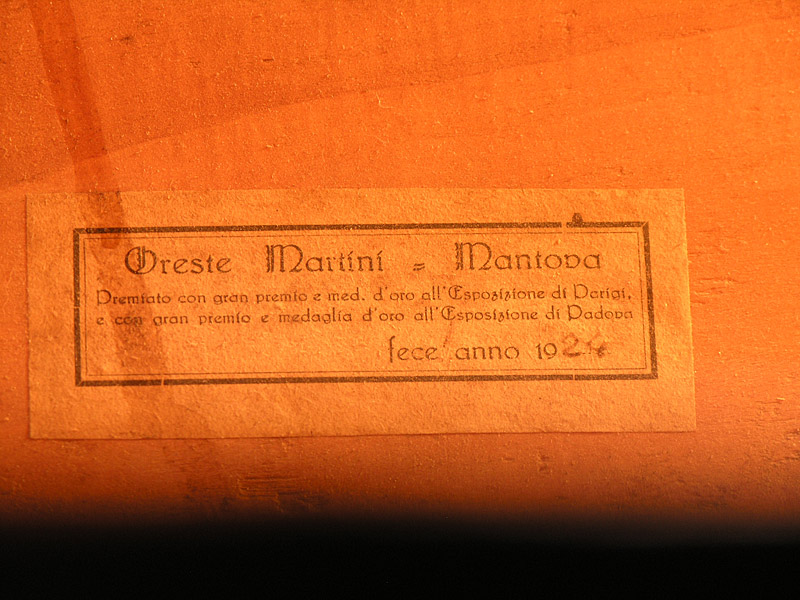 Oreste Martini = Mantova
Premiato con gran premio e med. d'oro all'Esposizione di Parigi,
e con gran premio e medaglia d'oro all'Esposizione di Padova
fece anno 1924